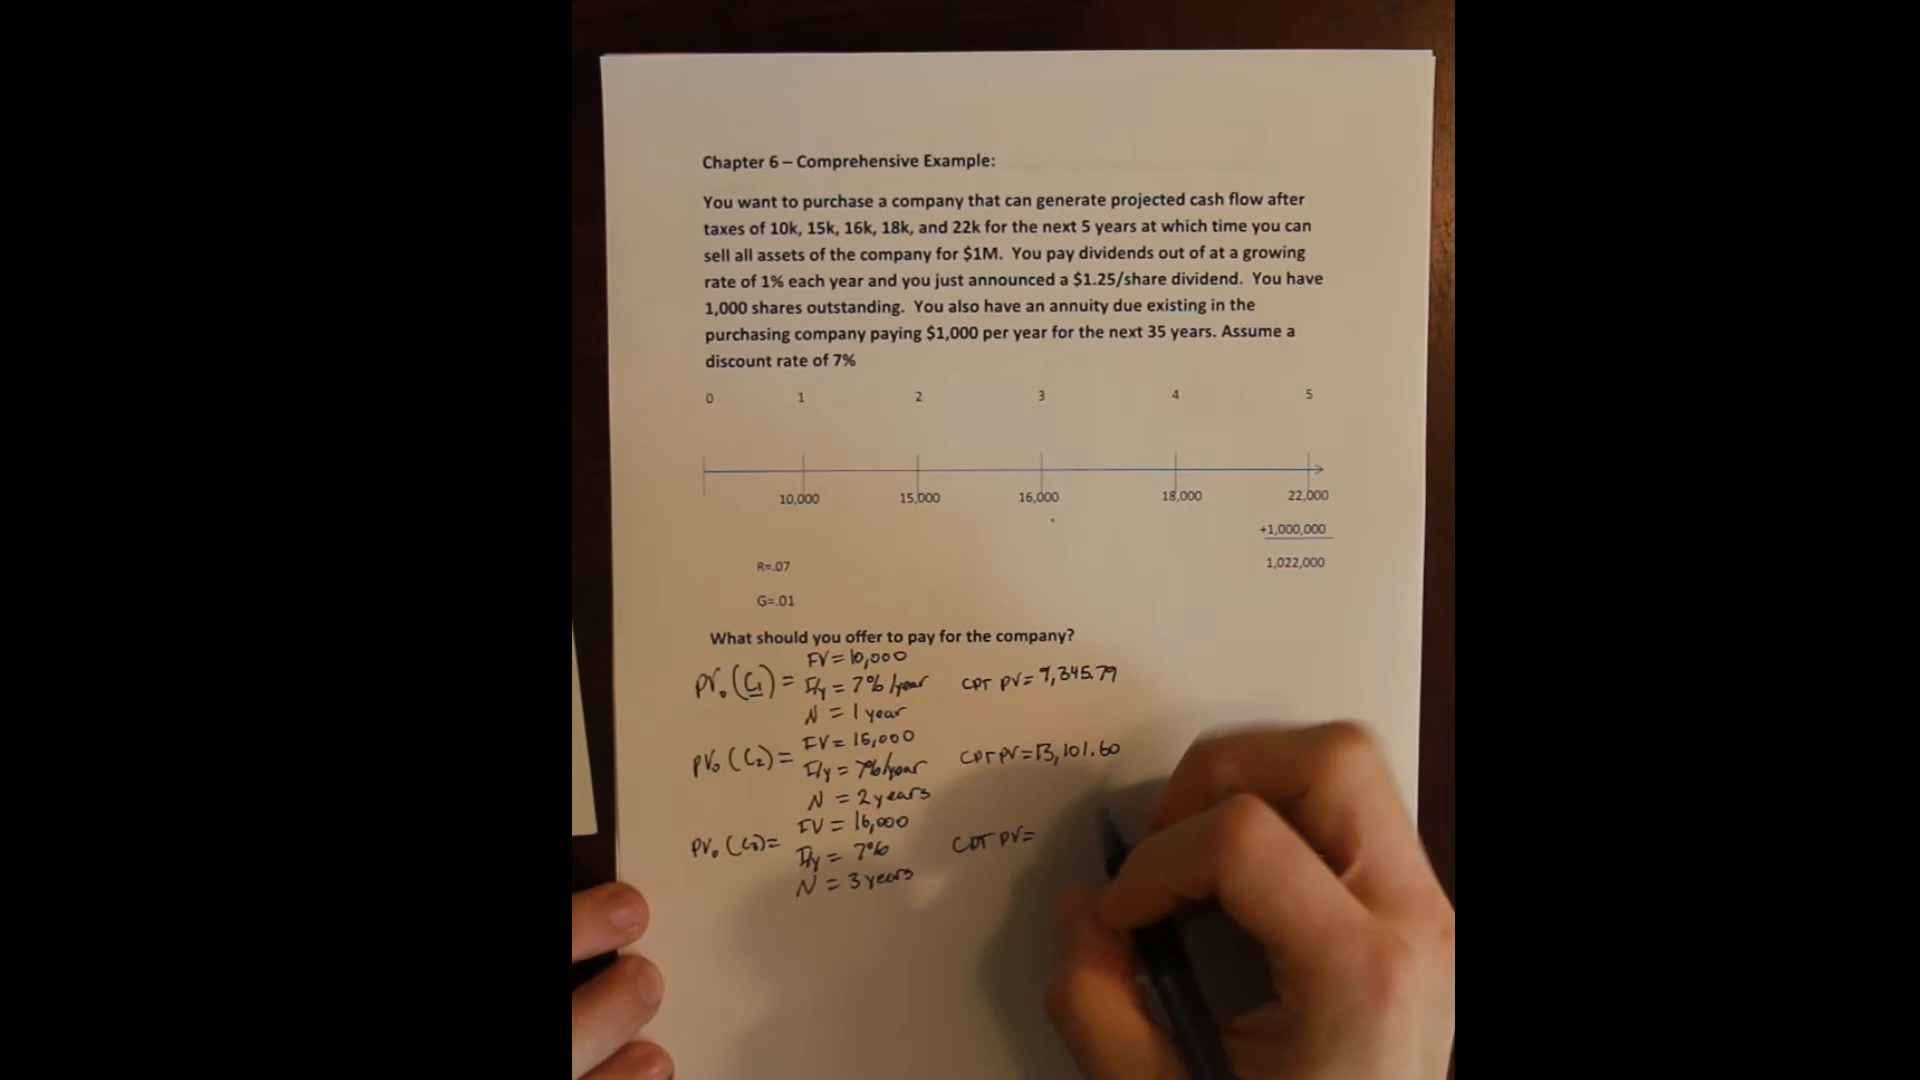 Chapter 6 – Comprehensive Example:
You want to purchase a company that can generate projected cash flow after
taxes of 10k, 15k, 16k, 18k, and 22k for the next 5 years at which time you can
sell all assets of the company for $1M. You pay dividends out of at a growing
rate of 1% each year and you just announced a $1.25/share dividend. You have
1,000 shares outstanding. You also have an annuity due existing in the
purchasing company paying $1,000 per year for the next 35 years. Assume a
discount rate of 7%
0 1 2 3 4 5
10,000 15,000 16,000 18,000 22,000
+1,000,000
1,022,000
R=.07
G=.01
What should you offer to pay for the company?
FV = 10,000
PV₀ (C₁) = I/y = 7% /year CPT PV = 9,345.79
N = 1 year
FV = 15,000
PV₀ (C₂) = I/y = 7%/year CPT PV = 13,101.60
N = 2 years
FV = 16,000
PV₀ (C₃) = I/y = 7% CPT PV =
N = 3 years